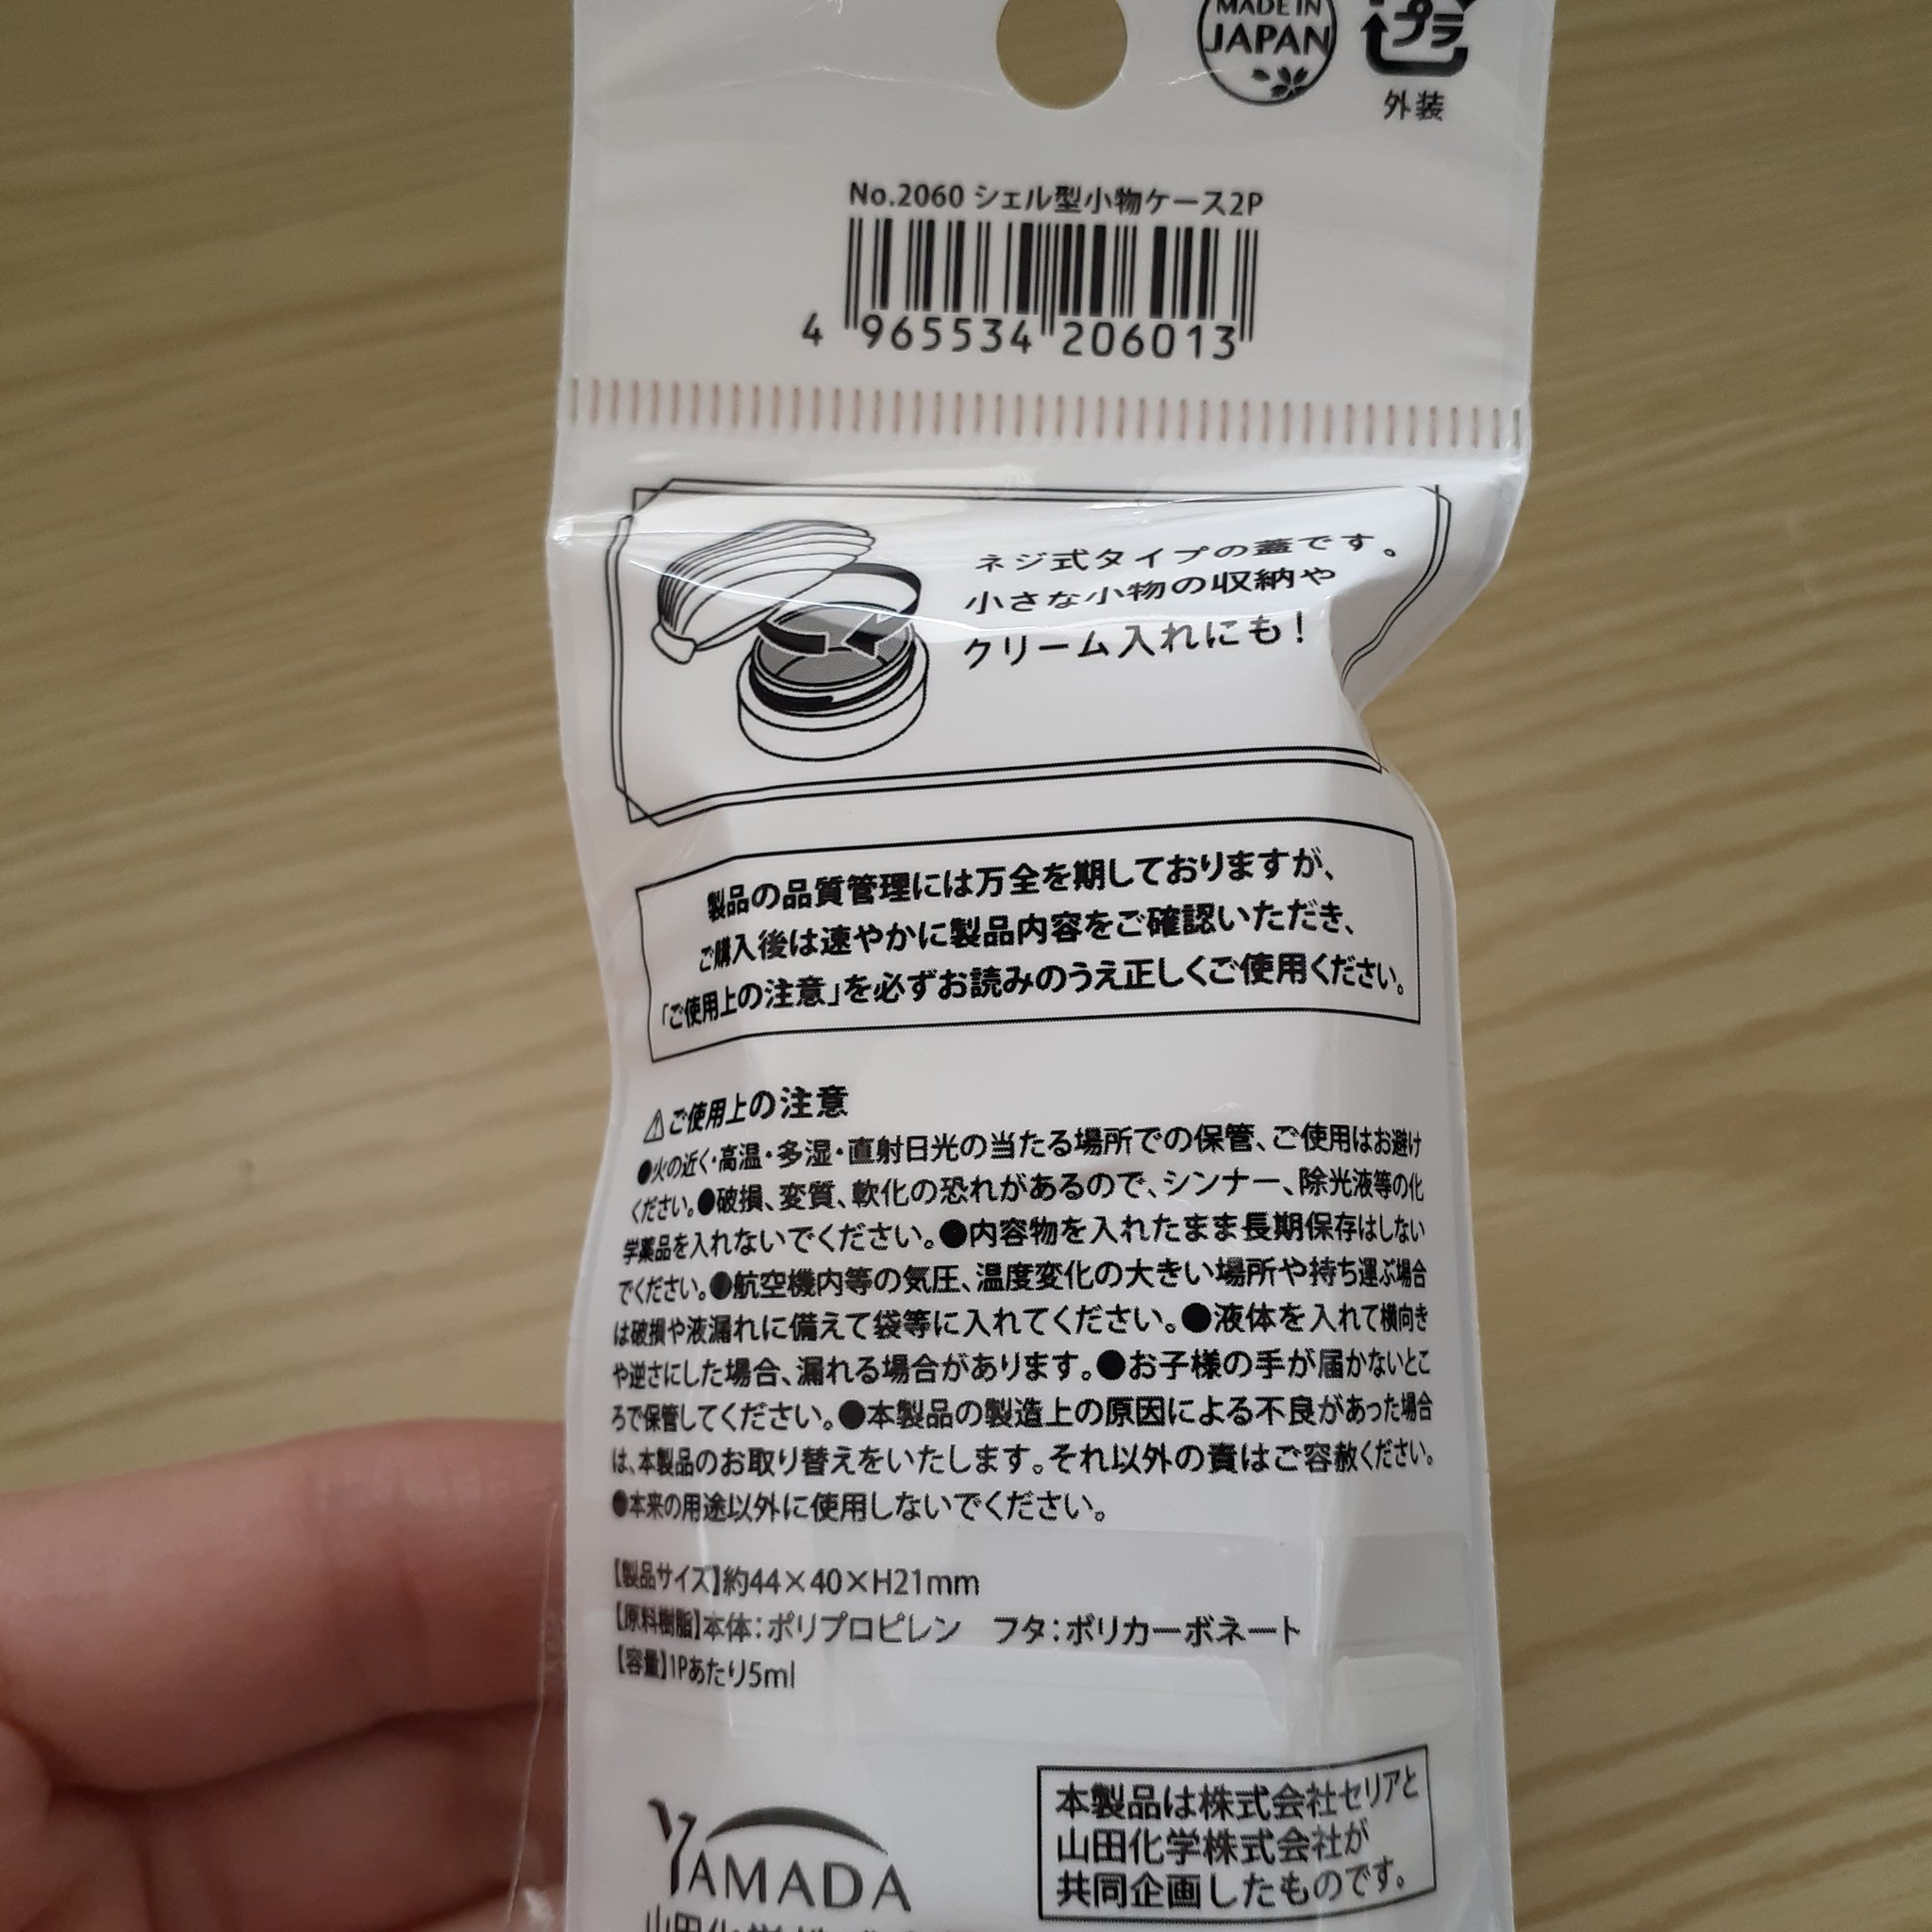 MADE IN
JAPAN
プラ
外装
No.2060 シェル型小物ケース2P
4 965534 206013
ネジ式タイプの蓋です。
小さな小物の収納や
クリーム入れにも!
製品の品質管理には万全を期しておりますが、
ご購入後は速やかに製品内容をご確認いただき、
「ご使用上の注意」を必ずお読みのうえ正しくご使用ください。
⚠ご使用上の注意
●火の近く・高温・多湿・直射日光の当たる場所での保管、ご使用はお避け
ください。●破損、変質、軟化の恐れがあるので、シンナー、除光液等の化
学薬品を入れないでください。●内容物を入れたまま長期保存はしない
でください。●航空機内等の気圧、温度変化の大きい場所や持ち運ぶ場合
は破損や液漏れに備えて袋等に入れてください。●液体を入れて横向き
や逆さにした場合、漏れる場合があります。●お子様の手が届かないとこ
ろで保管してください。●本製品の製造上の原因による不良があった場合
は、本製品のお取り替えをいたします。それ以外の責はご容赦ください。
●本来の用途以外に使用しないでください。
【製品サイズ】約44×40×H21mm
【原料樹脂】本体:ポリプロピレン　フタ:ポリカーボネート
【容量】1Pあたり5ml
YAMADA
本製品は株式会社セリアと
山田化学株式会社が
共同企画したものです。